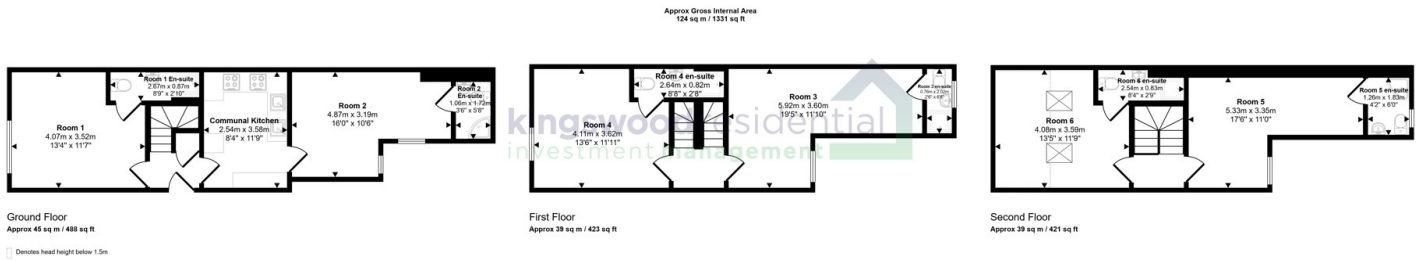 Approx Gross Internal Area
124 sq m / 1331 sq ft
Room 1
4.07m x 3.52m
13'4" x 11'7"
Room 1 En-suite
2.67m x 0.87m
8'9" x 2'10"
Communal Kitchen
2.54m x 3.58m
8'4" x 11'9"
Room 2
4.87m x 3.19m
16'0" x 10'6"
Room 2
En-suite
1.06m x 1.72m
3'6" x 5'8"
Ground Floor
Approx 45 sq m / 488 sq ft
Denotes head height below 1.5m
Room 4
4.11m x 3.62m
13'6" x 11'11"
Room 4 en-suite
2.64m x 0.82m
8'8" x 2'8"
Room 3
5.92m x 3.60m
19'5" x 11'10"
Room 3 en-suite
kingswood residential
investment management
First Floor
Approx 39 sq m / 423 sq ft
Room 6
4.08m x 3.59m
13'5" x 11'9"
Room 6 en-suite
2.54m x 0.83m
8'4" x 2'9"
Room 5
5.33m x 3.35m
17'6" x 11'0"
Room 5 en-suite
1.26m x 1.83m
4'2" x 6'0"
Second Floor
Approx 39 sq m / 421 sq ft